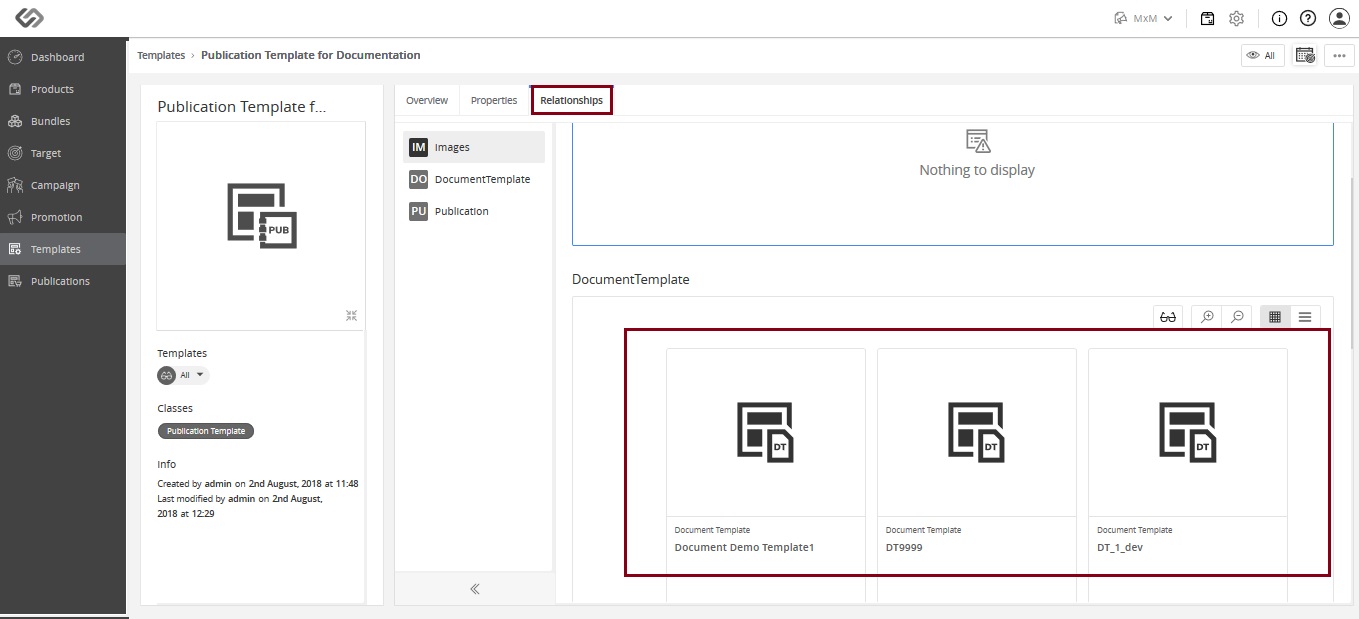 MxM
Templates › Publication Template for Documentation
All
Dashboard
Products
Bundles
Target
Campaign
Promotion
Templates
Publications
Publication Template f...
PUB
Templates
All
Classes
Publication Template
Info
Created by admin on 2nd August, 2018 at 11:48
Last modified by admin on 2nd August,
2018 at 12:29
Overview
Properties
Relationships
IM Images
DO DocumentTemplate
PU Publication
Nothing to display
DocumentTemplate
DT
Document Template
Document Demo Template1
DT
Document Template
DT9999
DT
Document Template
DT_1_dev